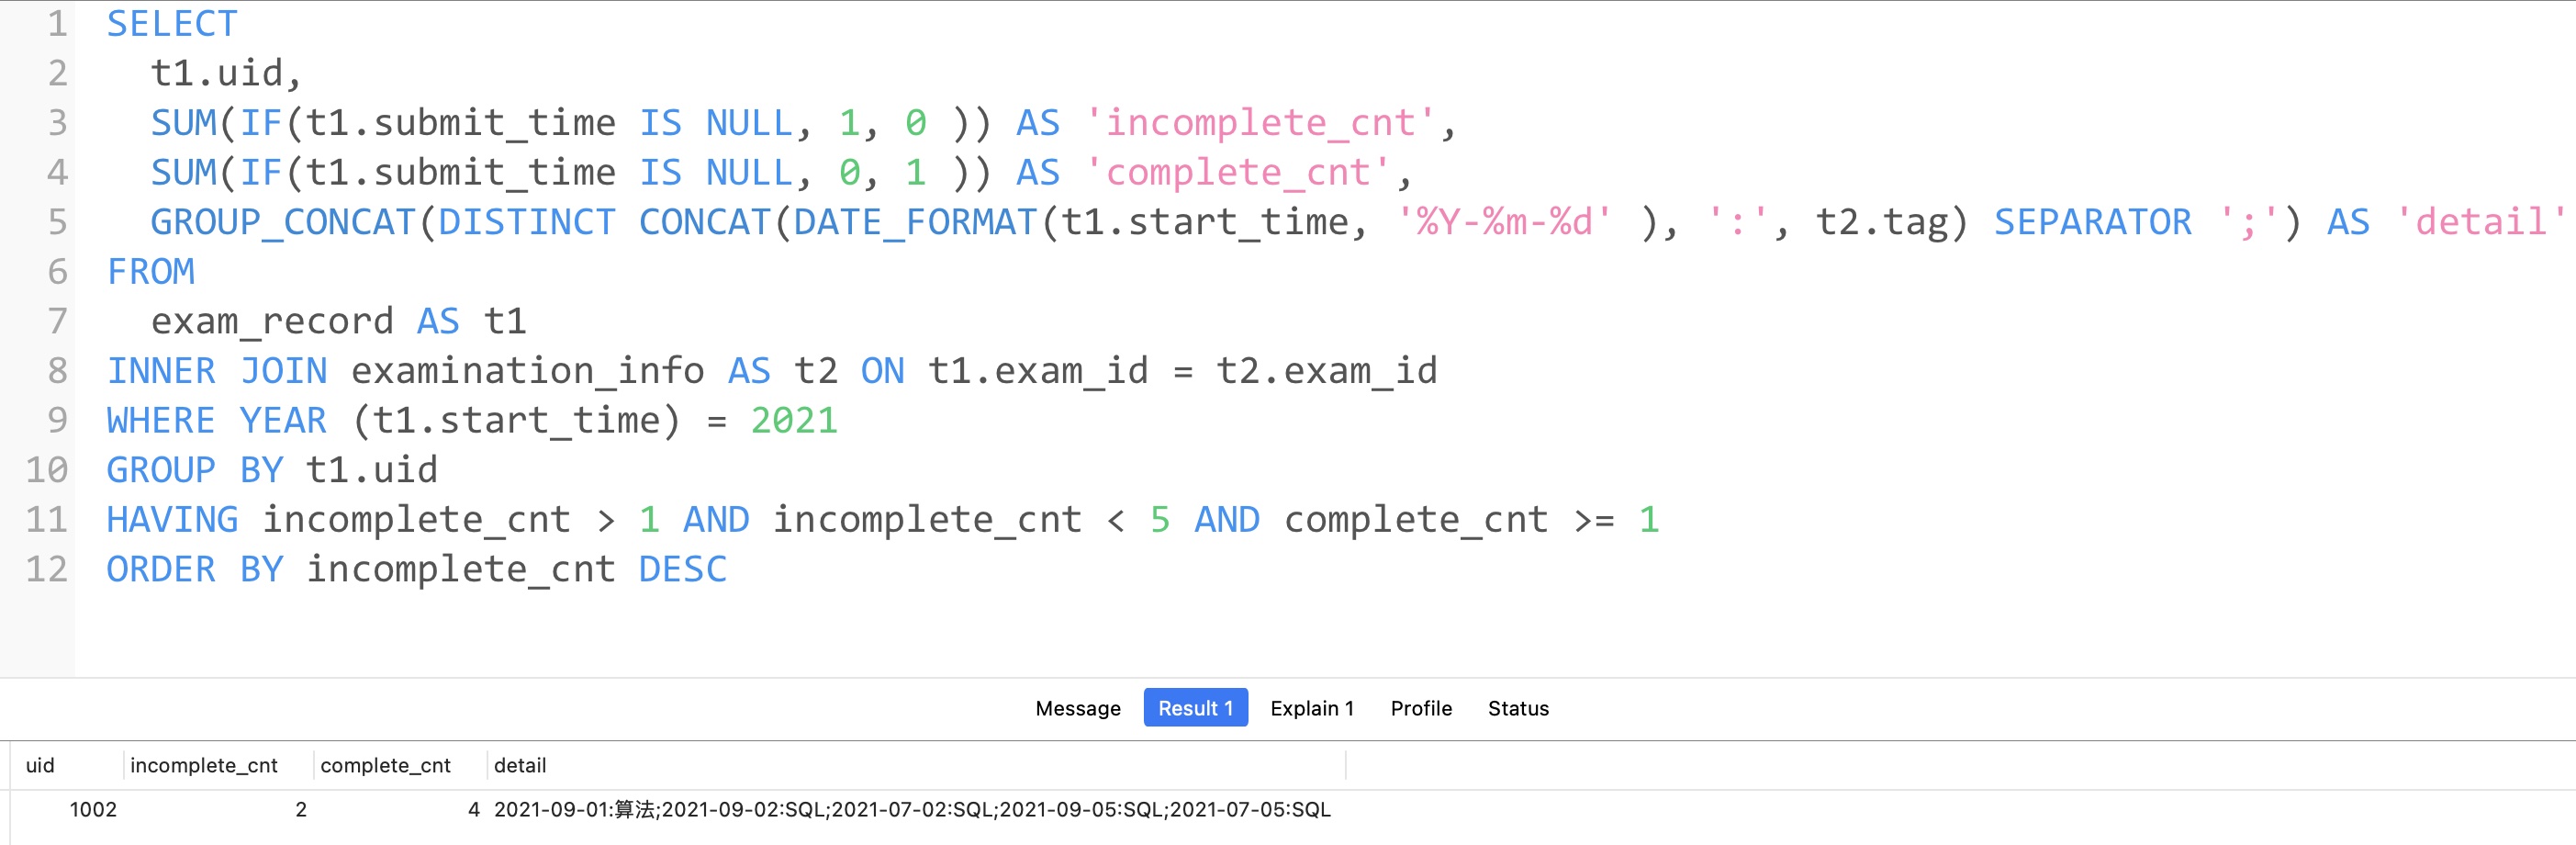 1 SELECT
2 t1.uid,
3 SUM(IF(t1.submit_time IS NULL, 1, 0 )) AS 'incomplete_cnt',
4 SUM(IF(t1.submit_time IS NULL, 0, 1 )) AS 'complete_cnt',
5 GROUP_CONCAT(DISTINCT CONCAT(DATE_FORMAT(t1.start_time, '%Y-%m-%d' ), ':', t2.tag) SEPARATOR ';') AS 'detail'
6 FROM
7 exam_record AS t1
8 INNER JOIN examination_info AS t2 ON t1.exam_id = t2.exam_id
9 WHERE YEAR (t1.start_time) = 2021
10 GROUP BY t1.uid
11 HAVING incomplete_cnt > 1 AND incomplete_cnt < 5 AND complete_cnt >= 1
12 ORDER BY incomplete_cnt DESC
Message Result 1 Explain 1 Profile Status
uid incomplete_cnt complete_cnt detail
1002 2 4 2021-09-01:算法;2021-09-02:SQL;2021-07-02:SQL;2021-09-05:SQL;2021-07-05:SQL